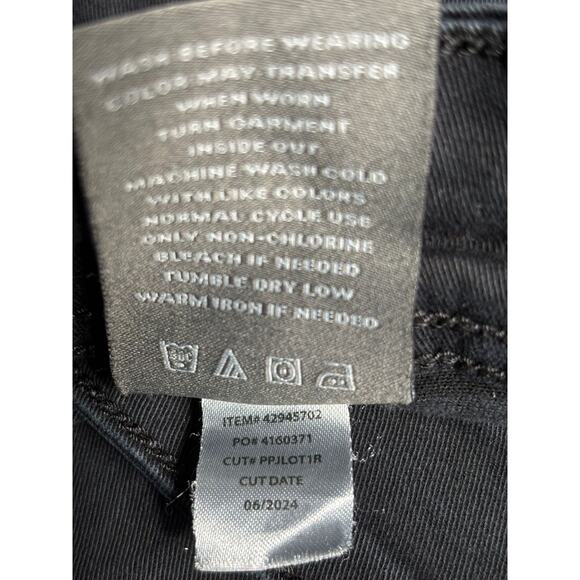 WASH BEFORE WEARING
COLOR MAY TRANSFER
WHEN WORN
TURN GARMENT
INSIDE OUT
MACHINE WASH COLD
WITH LIKE COLORS
NORMAL CYCLE USE
ONLY NON-CHLORINE
BLEACH IF NEEDED
TUMBLE DRY LOW
WARM IRON IF NEEDED
30C
ITEM# 42945702
PO# 4160371
CUT# PPJLOT1R
CUT DATE
06/2024